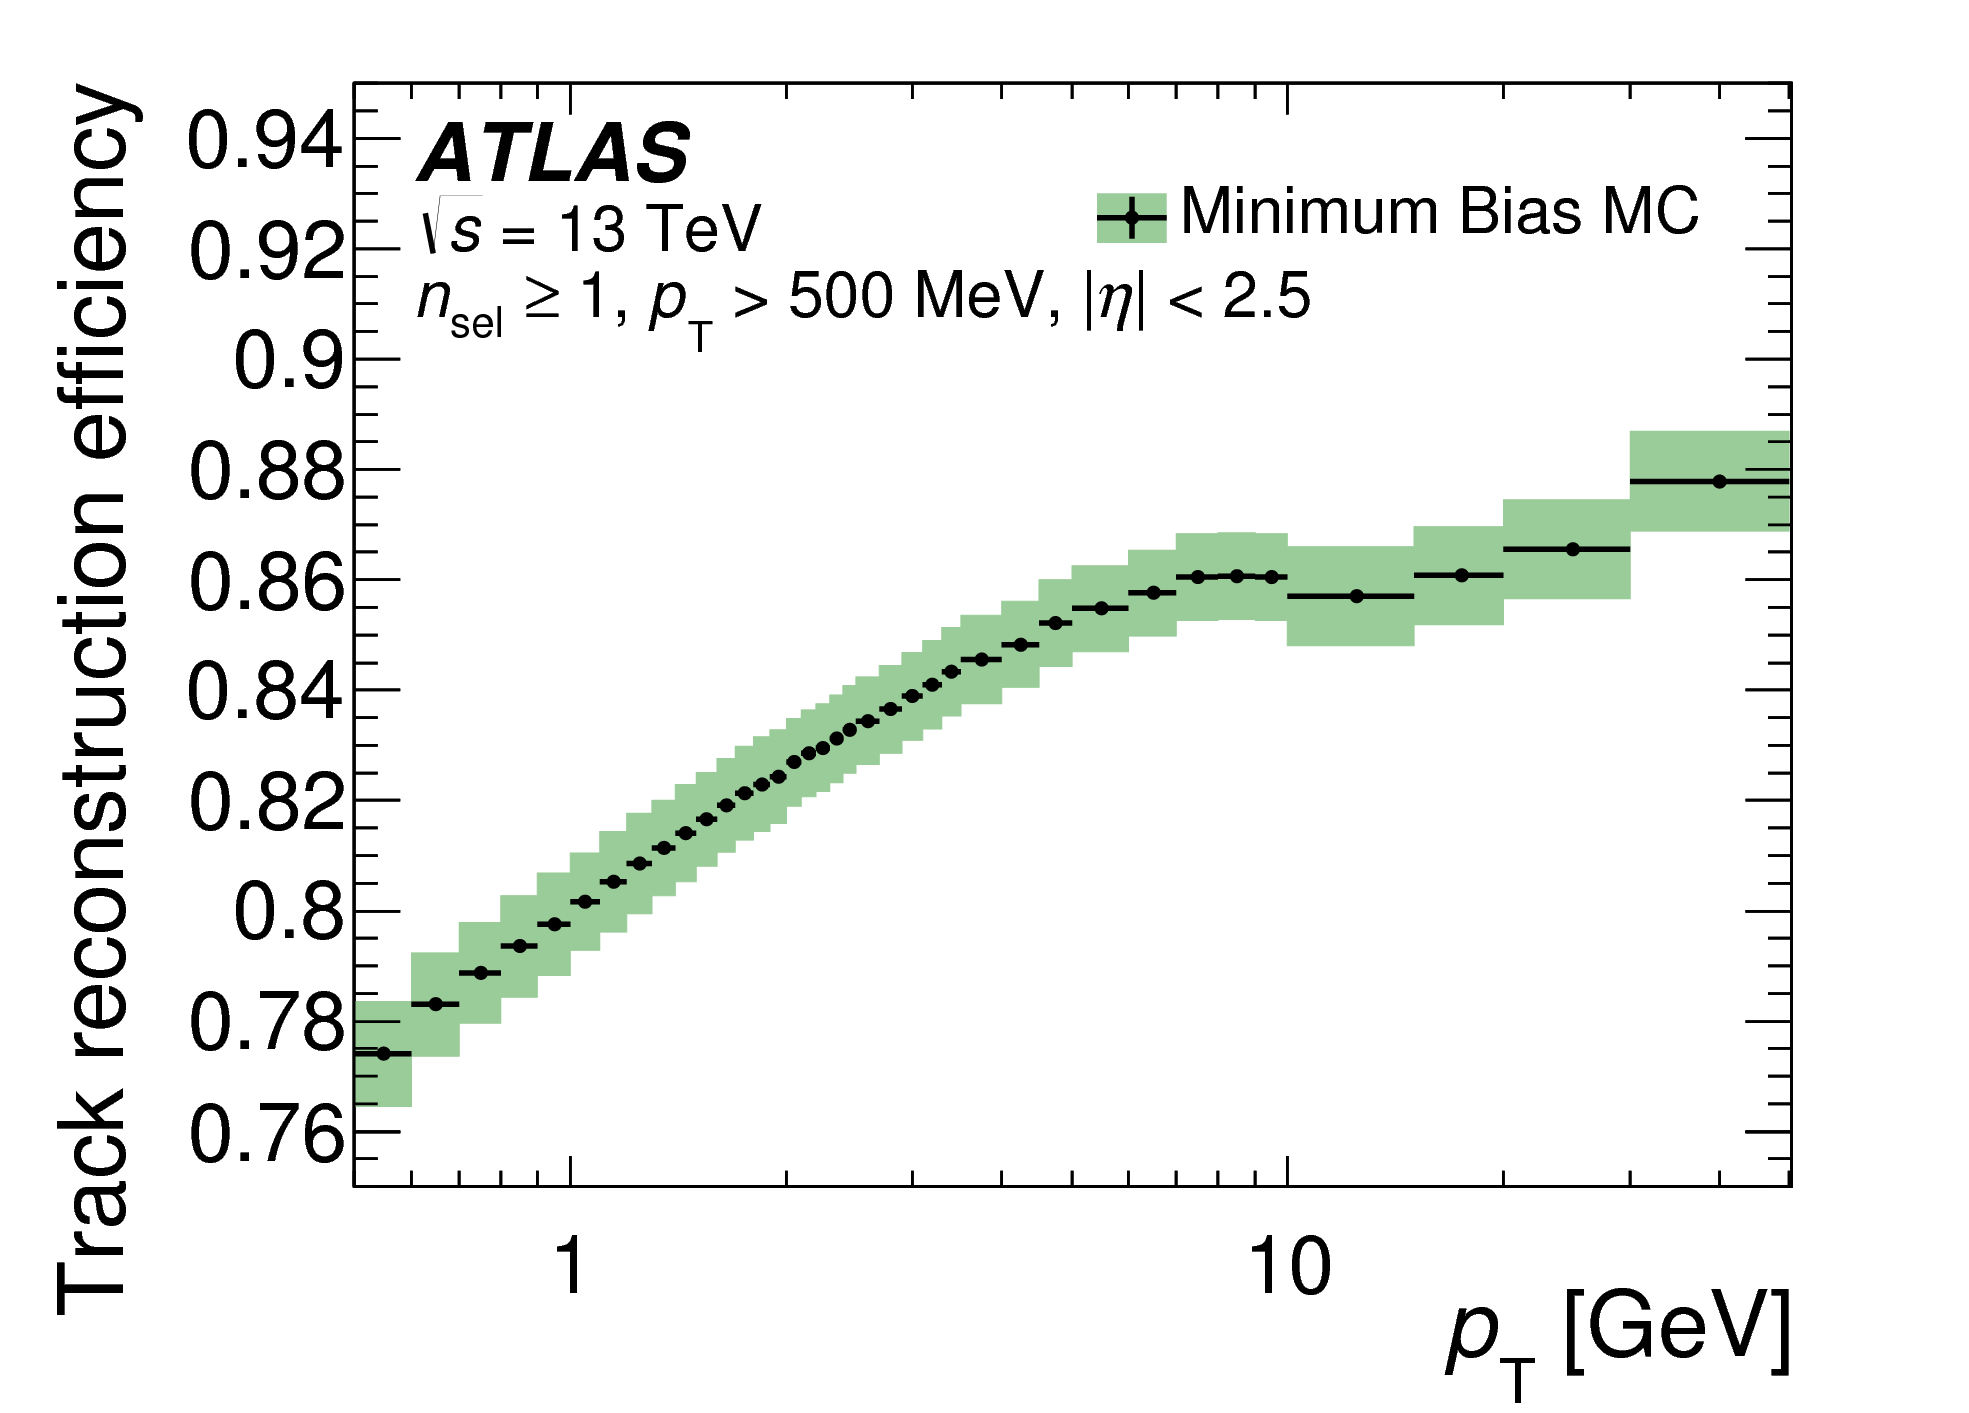 ATLAS
√s = 13 TeV
Minimum Bias MC
n_sel ≥ 1, p_T > 500 MeV, |η| < 2.5
Track reconstruction efficiency
0.94
0.92
0.9
0.88
0.86
0.84
0.82
0.8
0.78
0.76
1 10
p_T [GeV]